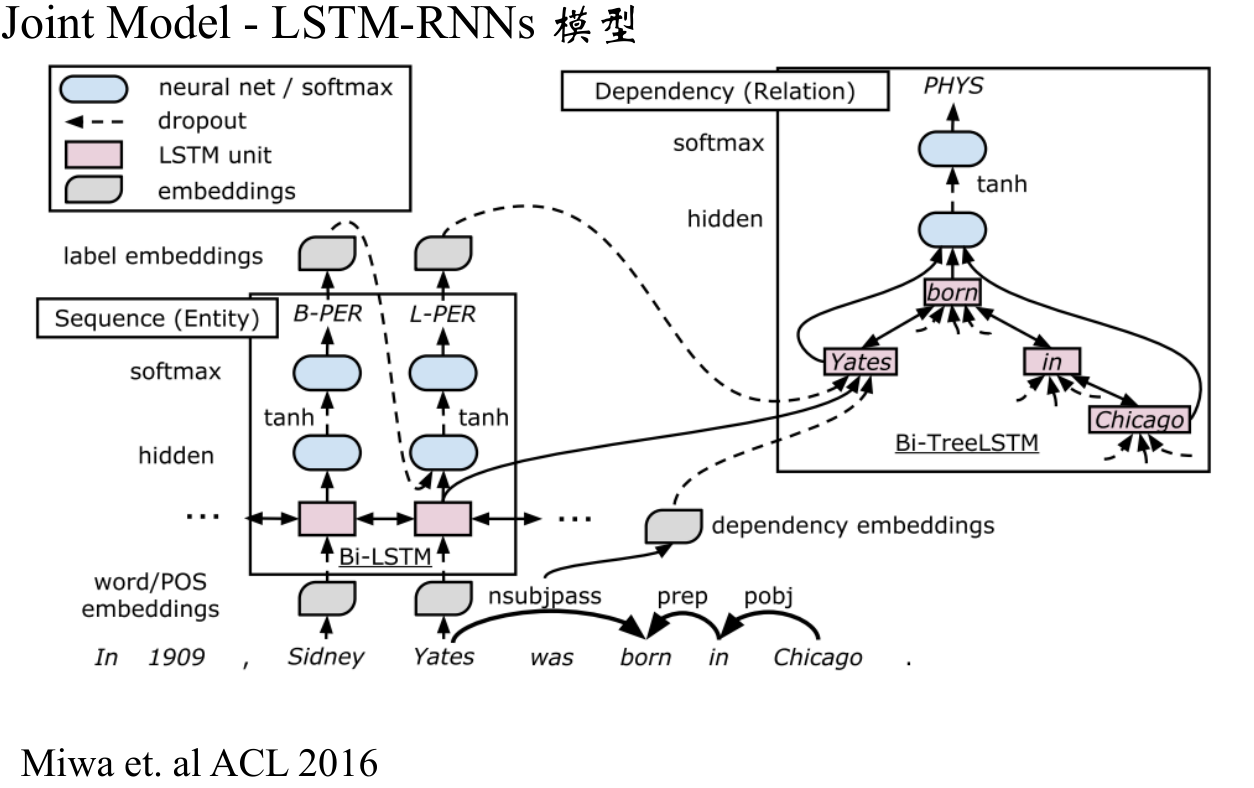 Joint Model - LSTM-RNNs 模型
neural net / softmax
dropout
LSTM unit
embeddings
Dependency (Relation)
PHYS
softmax
tanh
hidden
born
Yates
in
Chicago
Bi-TreeLSTM
label embeddings
Sequence (Entity)
B-PER L-PER
softmax
tanh tanh
hidden
... ...
Bi-LSTM
dependency embeddings
word/POS
embeddings
nsubjpass prep pobj
In 1909 , Sidney Yates was born in Chicago .
Miwa et. al ACL 2016